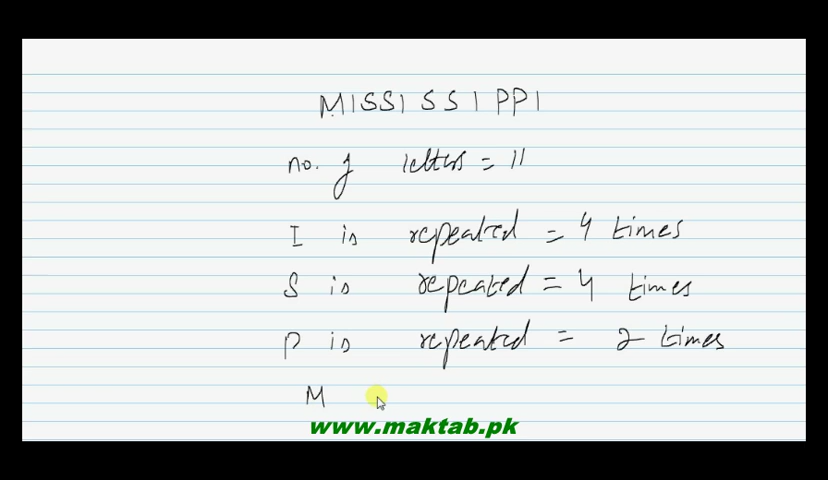 MISSISSIPPI
no. of letters = 11
I is repeated = 4 times
S is repeated = 4 times
P is repeated = 2 times
M
www.maktab.pk